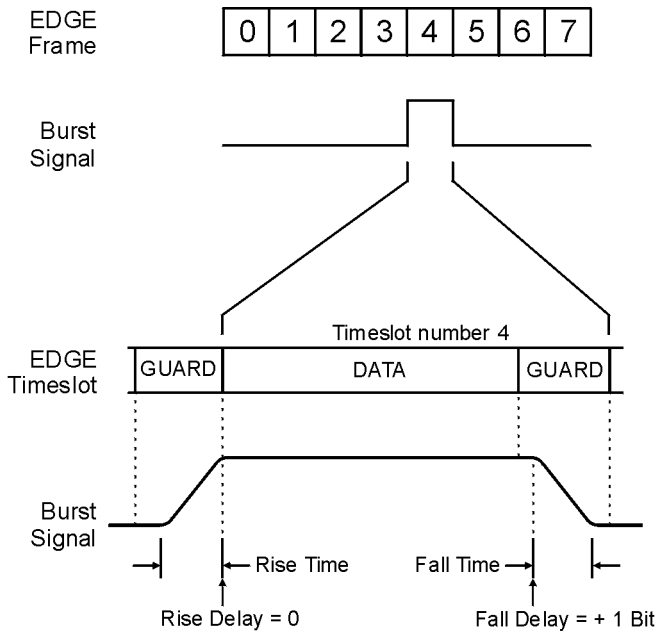 EDGE
Frame
0 1 2 3 4 5 6 7
Burst
Signal
Timeslot number 4
EDGE
Timeslot
GUARD DATA GUARD
Burst
Signal
Rise Time Fall Time
Rise Delay = 0 Fall Delay = + 1 Bit